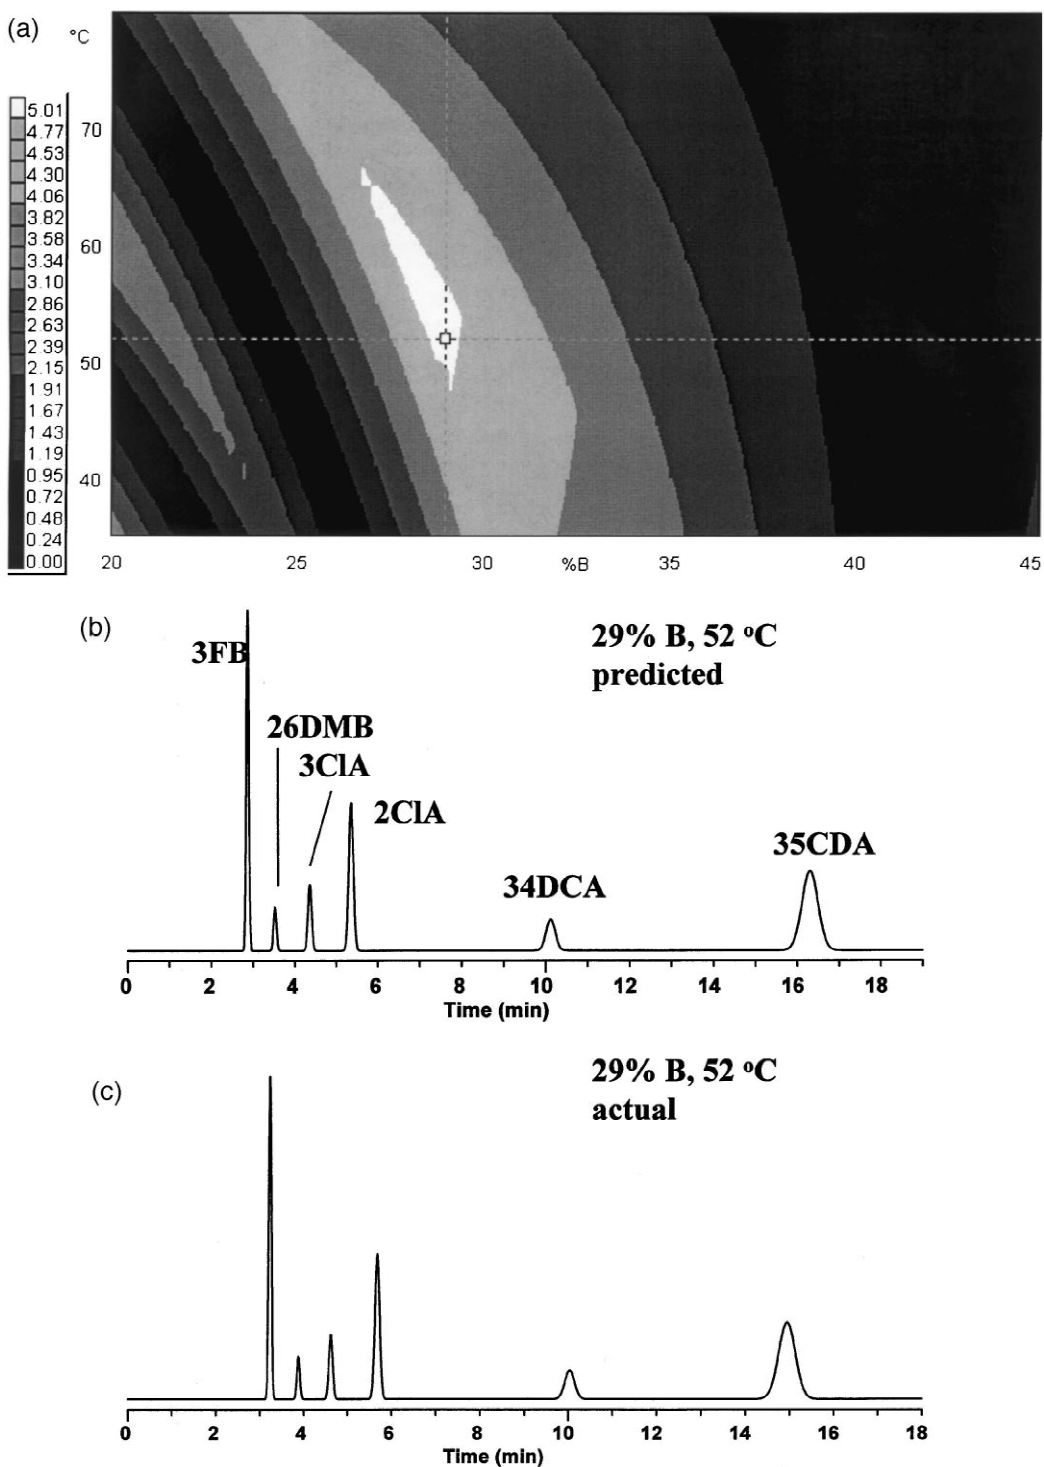 (a)
°C
5.01
4.77
4.53
4.30
4.06
3.82
3.58
3.34
3.10
2.86
2.63
2.39
2.15
1.91
1.67
1.43
1.19
0.95
0.72
0.48
0.24
0.00
70
60
50
40
20 25 30 %B 35 40 45
(b)
29% B, 52 °C
predicted
3FB
26DMB
3ClA
2ClA
34DCA
35CDA
0 2 4 6 8 10 12 14 16 18
Time (min)
(c)
29% B, 52 °C
actual
0 2 4 6 8 10 12 14 16 18
Time (min)